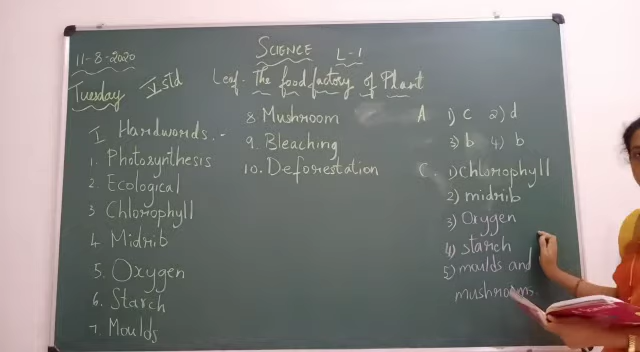 11-8-2020
SCIENCE L-1
Tuesday V Std Leaf - The food factory of Plant
I Hardwords. -
1. Photosynthesis
2. Ecological
3 Chlorophyll
4. Midrib
5. Oxygen
6. Starch
7. Moulds
8 Mushroom
9. Bleaching
10. Deforestation
A 1) c 2) d
3) b 4) b
C. 1) chlorophyll
2) midrib
3) Oxygen
4) starch
5) moulds and
mushrooms.